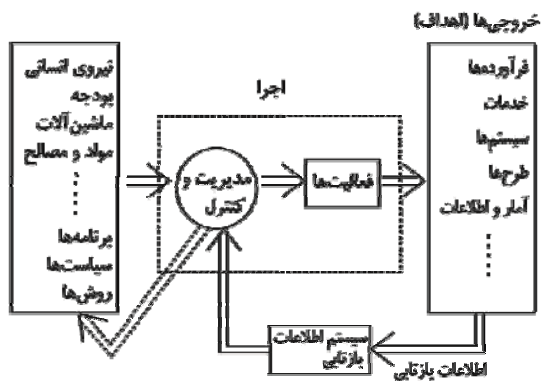 خروجی‌ها (اهداف)
نیروی انسانی
بودجه
ماشین‌آلات
مواد و مصالح
برنامه‌ها
سیاست‌ها
روش‌ها
اجرا
مدیریت و
کنترل
فعالیت‌ها
فرآورده‌ها
خدمات
سیستم‌ها
طرح‌ها
آمار و اطلاعات
سیستم اطلاعات
بازتابی
اطلاعات بازتابی